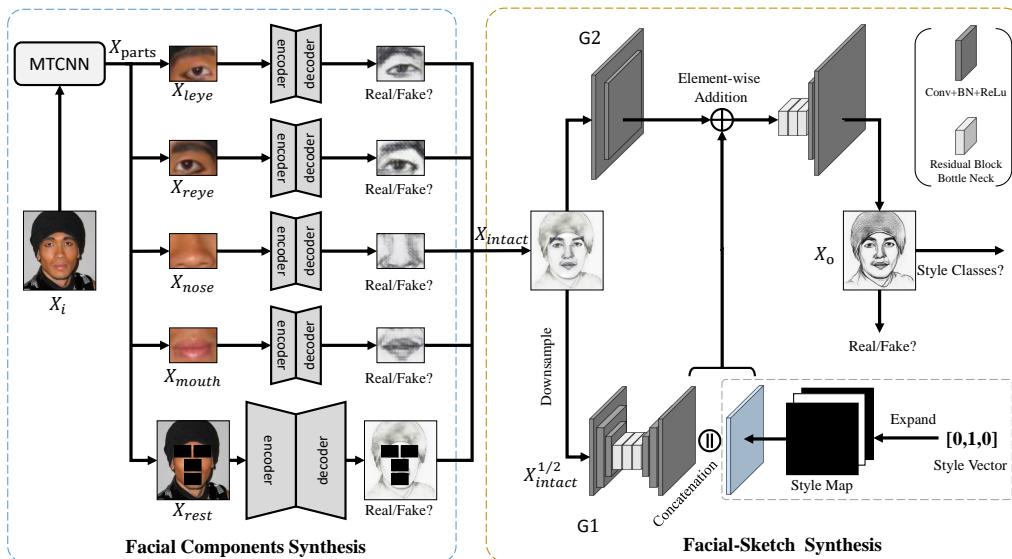 MTCNN
X_parts
X_leye
encoder
decoder
Real/Fake?
X_reye
encoder
decoder
Real/Fake?
X_i
X_nose
encoder
decoder
Real/Fake?
X_mouth
encoder
decoder
Real/Fake?
X_rest
encoder
decoder
Real/Fake?
Facial Components Synthesis
X_intact
G2
Element-wise
Addition
Conv+BN+ReLu
Residual Block
Bottle Neck
X_o
Style Classes?
Real/Fake?
Downsample
X_intact^1/2
G1
Concatenation
Style Map
Expand
[0,1,0]
Style Vector
Facial-Sketch Synthesis